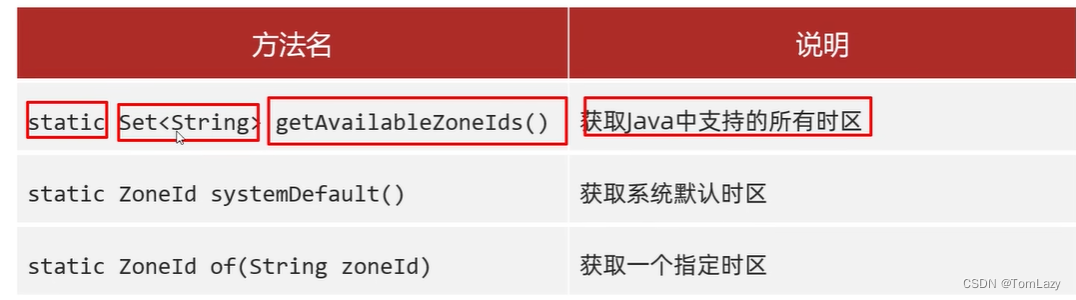 方法名 说明
static Set<String> getAvailableZoneIds() 获取Java中支持的所有时区
static ZoneId systemDefault() 获取系统默认时区
static ZoneId of(String zoneId) 获取一个指定时区
CSDN @TomLazy